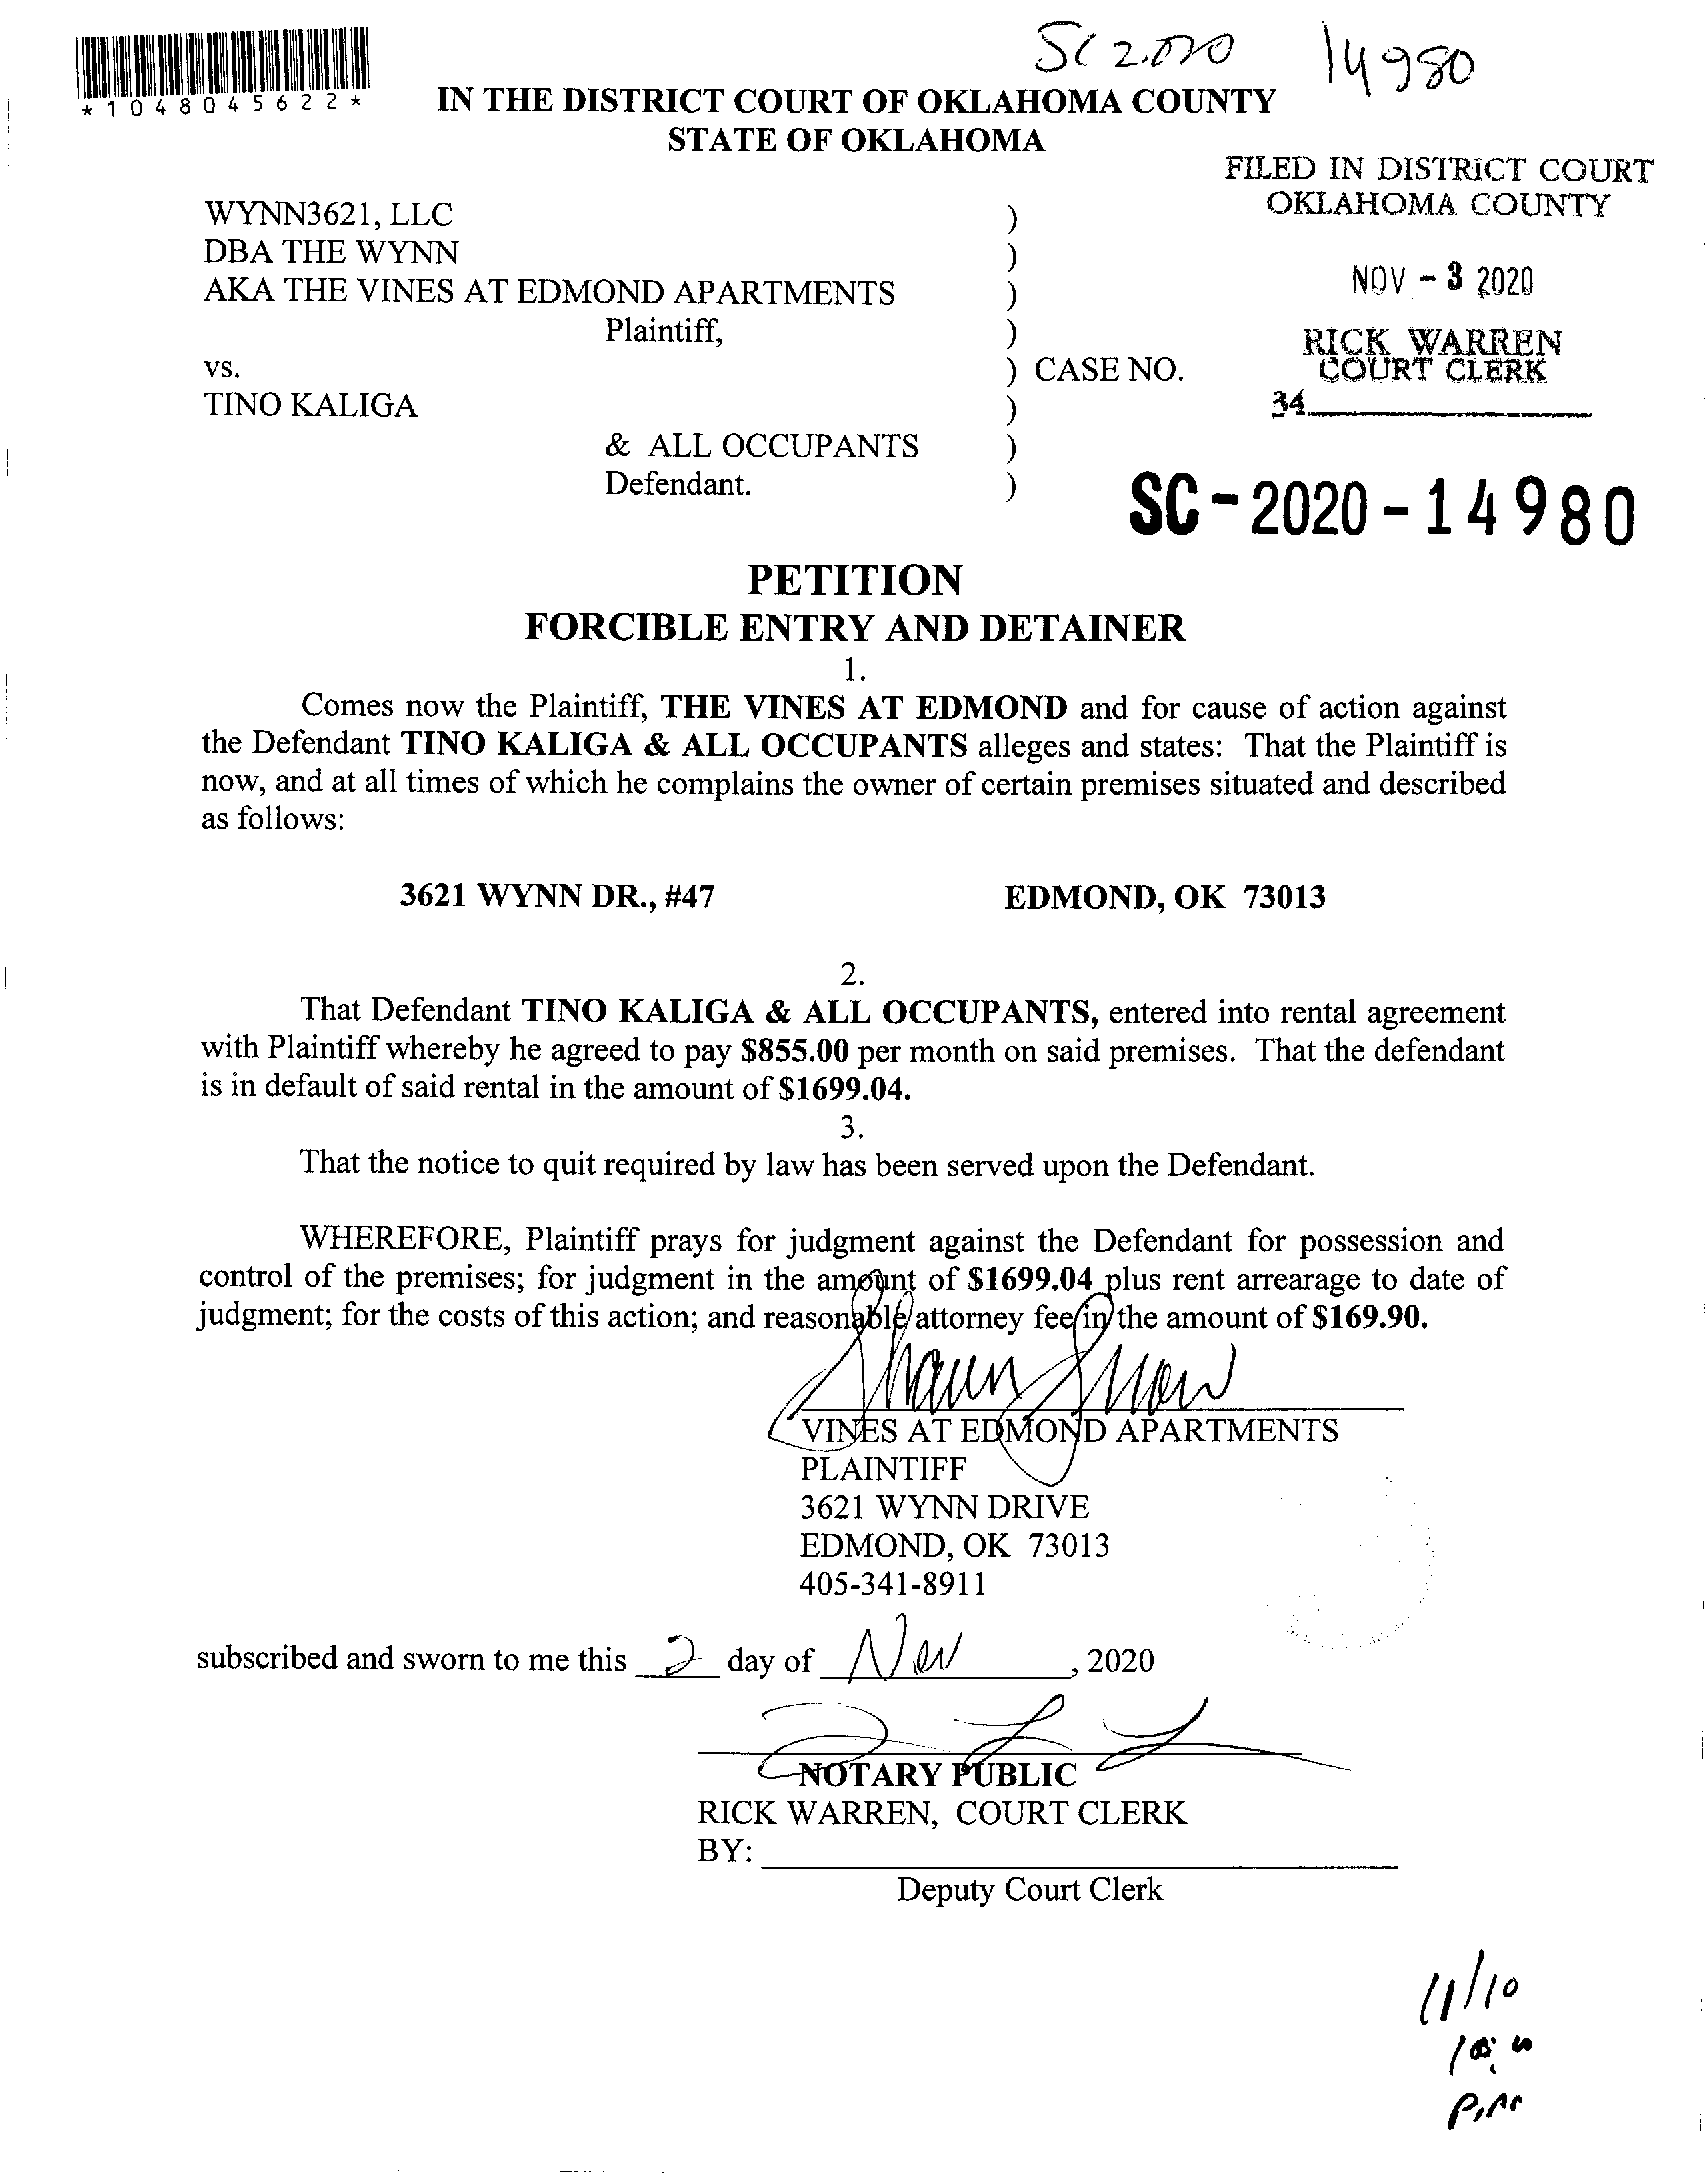 SC 2020 14980
*1048045622*
IN THE DISTRICT COURT OF OKLAHOMA COUNTY
STATE OF OKLAHOMA
FILED IN DISTRICT COURT
OKLAHOMA COUNTY
NOV - 3 2020
RICK WARREN
COURT CLERK
34
WYNN3621, LLC )
DBA THE WYNN )
AKA THE VINES AT EDMOND APARTMENTS )
Plaintiff, )
vs. ) CASE NO.
TINO KALIGA )
& ALL OCCUPANTS )
Defendant. )
SC-2020-14980
PETITION
FORCIBLE ENTRY AND DETAINER
1.
Comes now the Plaintiff, THE VINES AT EDMOND and for cause of action against
the Defendant TINO KALIGA & ALL OCCUPANTS alleges and states: That the Plaintiff is
now, and at all times of which he complains the owner of certain premises situated and described
as follows:
3621 WYNN DR., #47 EDMOND, OK 73013
2.
That Defendant TINO KALIGA & ALL OCCUPANTS, entered into rental agreement
with Plaintiff whereby he agreed to pay $855.00 per month on said premises. That the defendant
is in default of said rental in the amount of $1699.04.
3.
That the notice to quit required by law has been served upon the Defendant.
WHEREFORE, Plaintiff prays for judgment against the Defendant for possession and
control of the premises; for judgment in the amount of $1699.04 plus rent arrearage to date of
judgment; for the costs of this action; and reasonable attorney fee in the amount of $169.90.
VINES AT EDMOND APARTMENTS
PLAINTIFF
3621 WYNN DRIVE
EDMOND, OK 73013
405-341-8911
subscribed and sworn to me this 2 day of Nov, 2020
NOTARY PUBLIC
RICK WARREN, COURT CLERK
BY:
Deputy Court Clerk
11/10